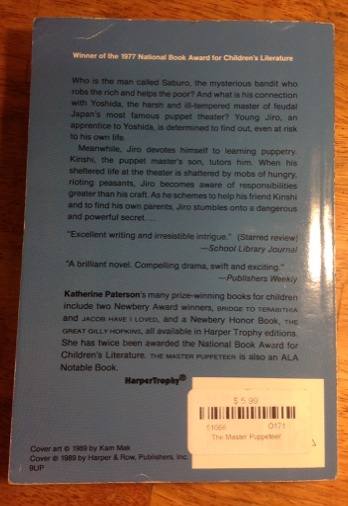 Winner of the 1977 National Book Award for Children's Literature
Who is the man called Saburo, the mysterious bandit who
robs the rich and helps the poor? And what is his connection
with Yoshida, the harsh and ill-tempered master of feudal
Japan's most famous puppet theater? Young Jiro, an
apprentice to Yoshida, is determined to find out, even at risk
to his own life.
Meanwhile, Jiro devotes himself to learning puppetry.
Kinshi, the puppet master's son, tutors him. When his
sheltered life at the theater is shattered by mobs of hungry,
rioting peasants, Jiro becomes aware of responsibilities
greater than his craft. As he schemes to help his friend Kinshi
and to find his own parents, Jiro stumbles onto a dangerous
and powerful secret....
"Excellent writing and irresistible intrigue." (Starred review)
—School Library Journal
"A brilliant novel. Compelling drama, swift and exciting."
—Publishers Weekly
Katherine Paterson's many prize-winning books for children
include two Newbery Award winners, BRIDGE TO TERABITHIA
and JACOB HAVE I LOVED, and a Newbery Honor Book, THE
GREAT GILLY HOPKINS, all available in Harper Trophy editions.
She has twice been awarded the National Book Award for
Children's Literature. THE MASTER PUPPETEER is also an ALA
Notable Book.
HarperTrophy®
$ 5.99
51066 0171
The Master Puppeteer
Cover art © 1989 by Kam Mak
Cover © 1989 by Harper & Row, Publishers, Inc.
9UP